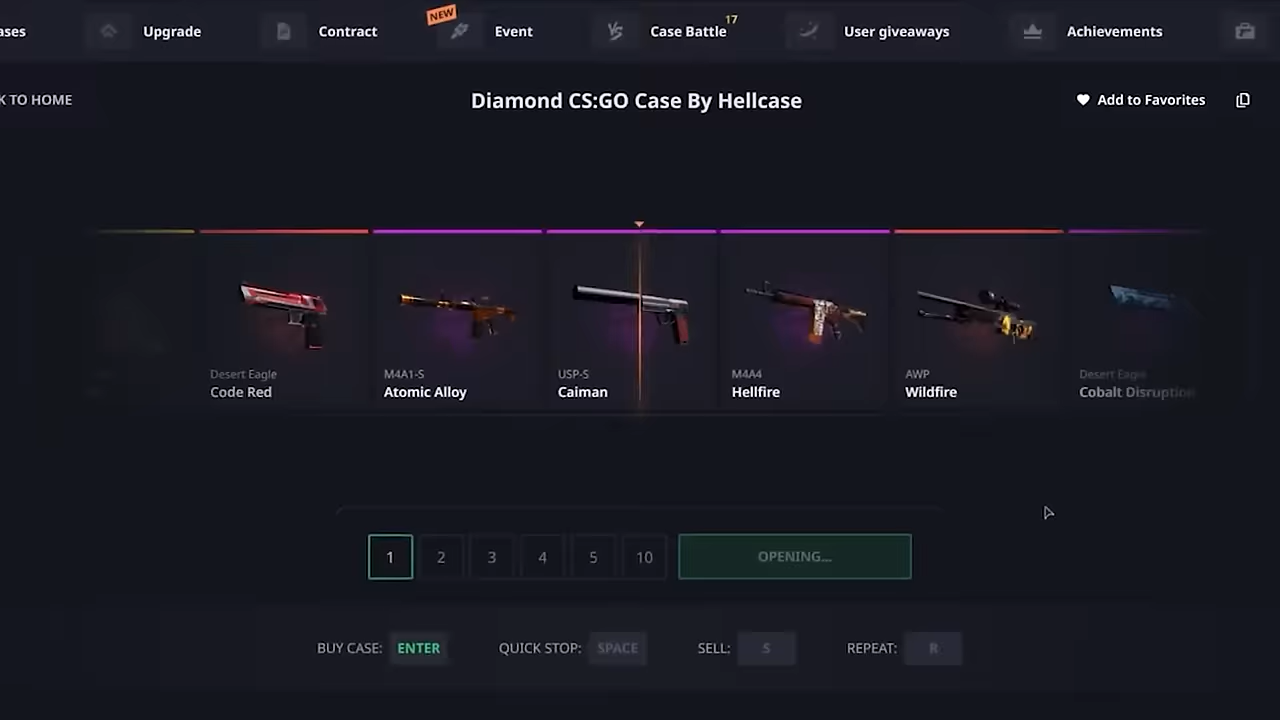 ases
Upgrade
Contract
NEW
Event
Case Battle
17
User giveaways
Achievements
K TO HOME
Diamond CS:GO Case By Hellcase
Add to Favorites
Desert Eagle
Code Red
M4A1-S
Atomic Alloy
USP-S
Caiman
M4A4
Hellfire
AWP
Wildfire
Desert Eagle
Cobalt Disruption
1
2
3
4
5
10
OPENING...
BUY CASE: ENTER
QUICK STOP: SPACE
SELL: S
REPEAT: R